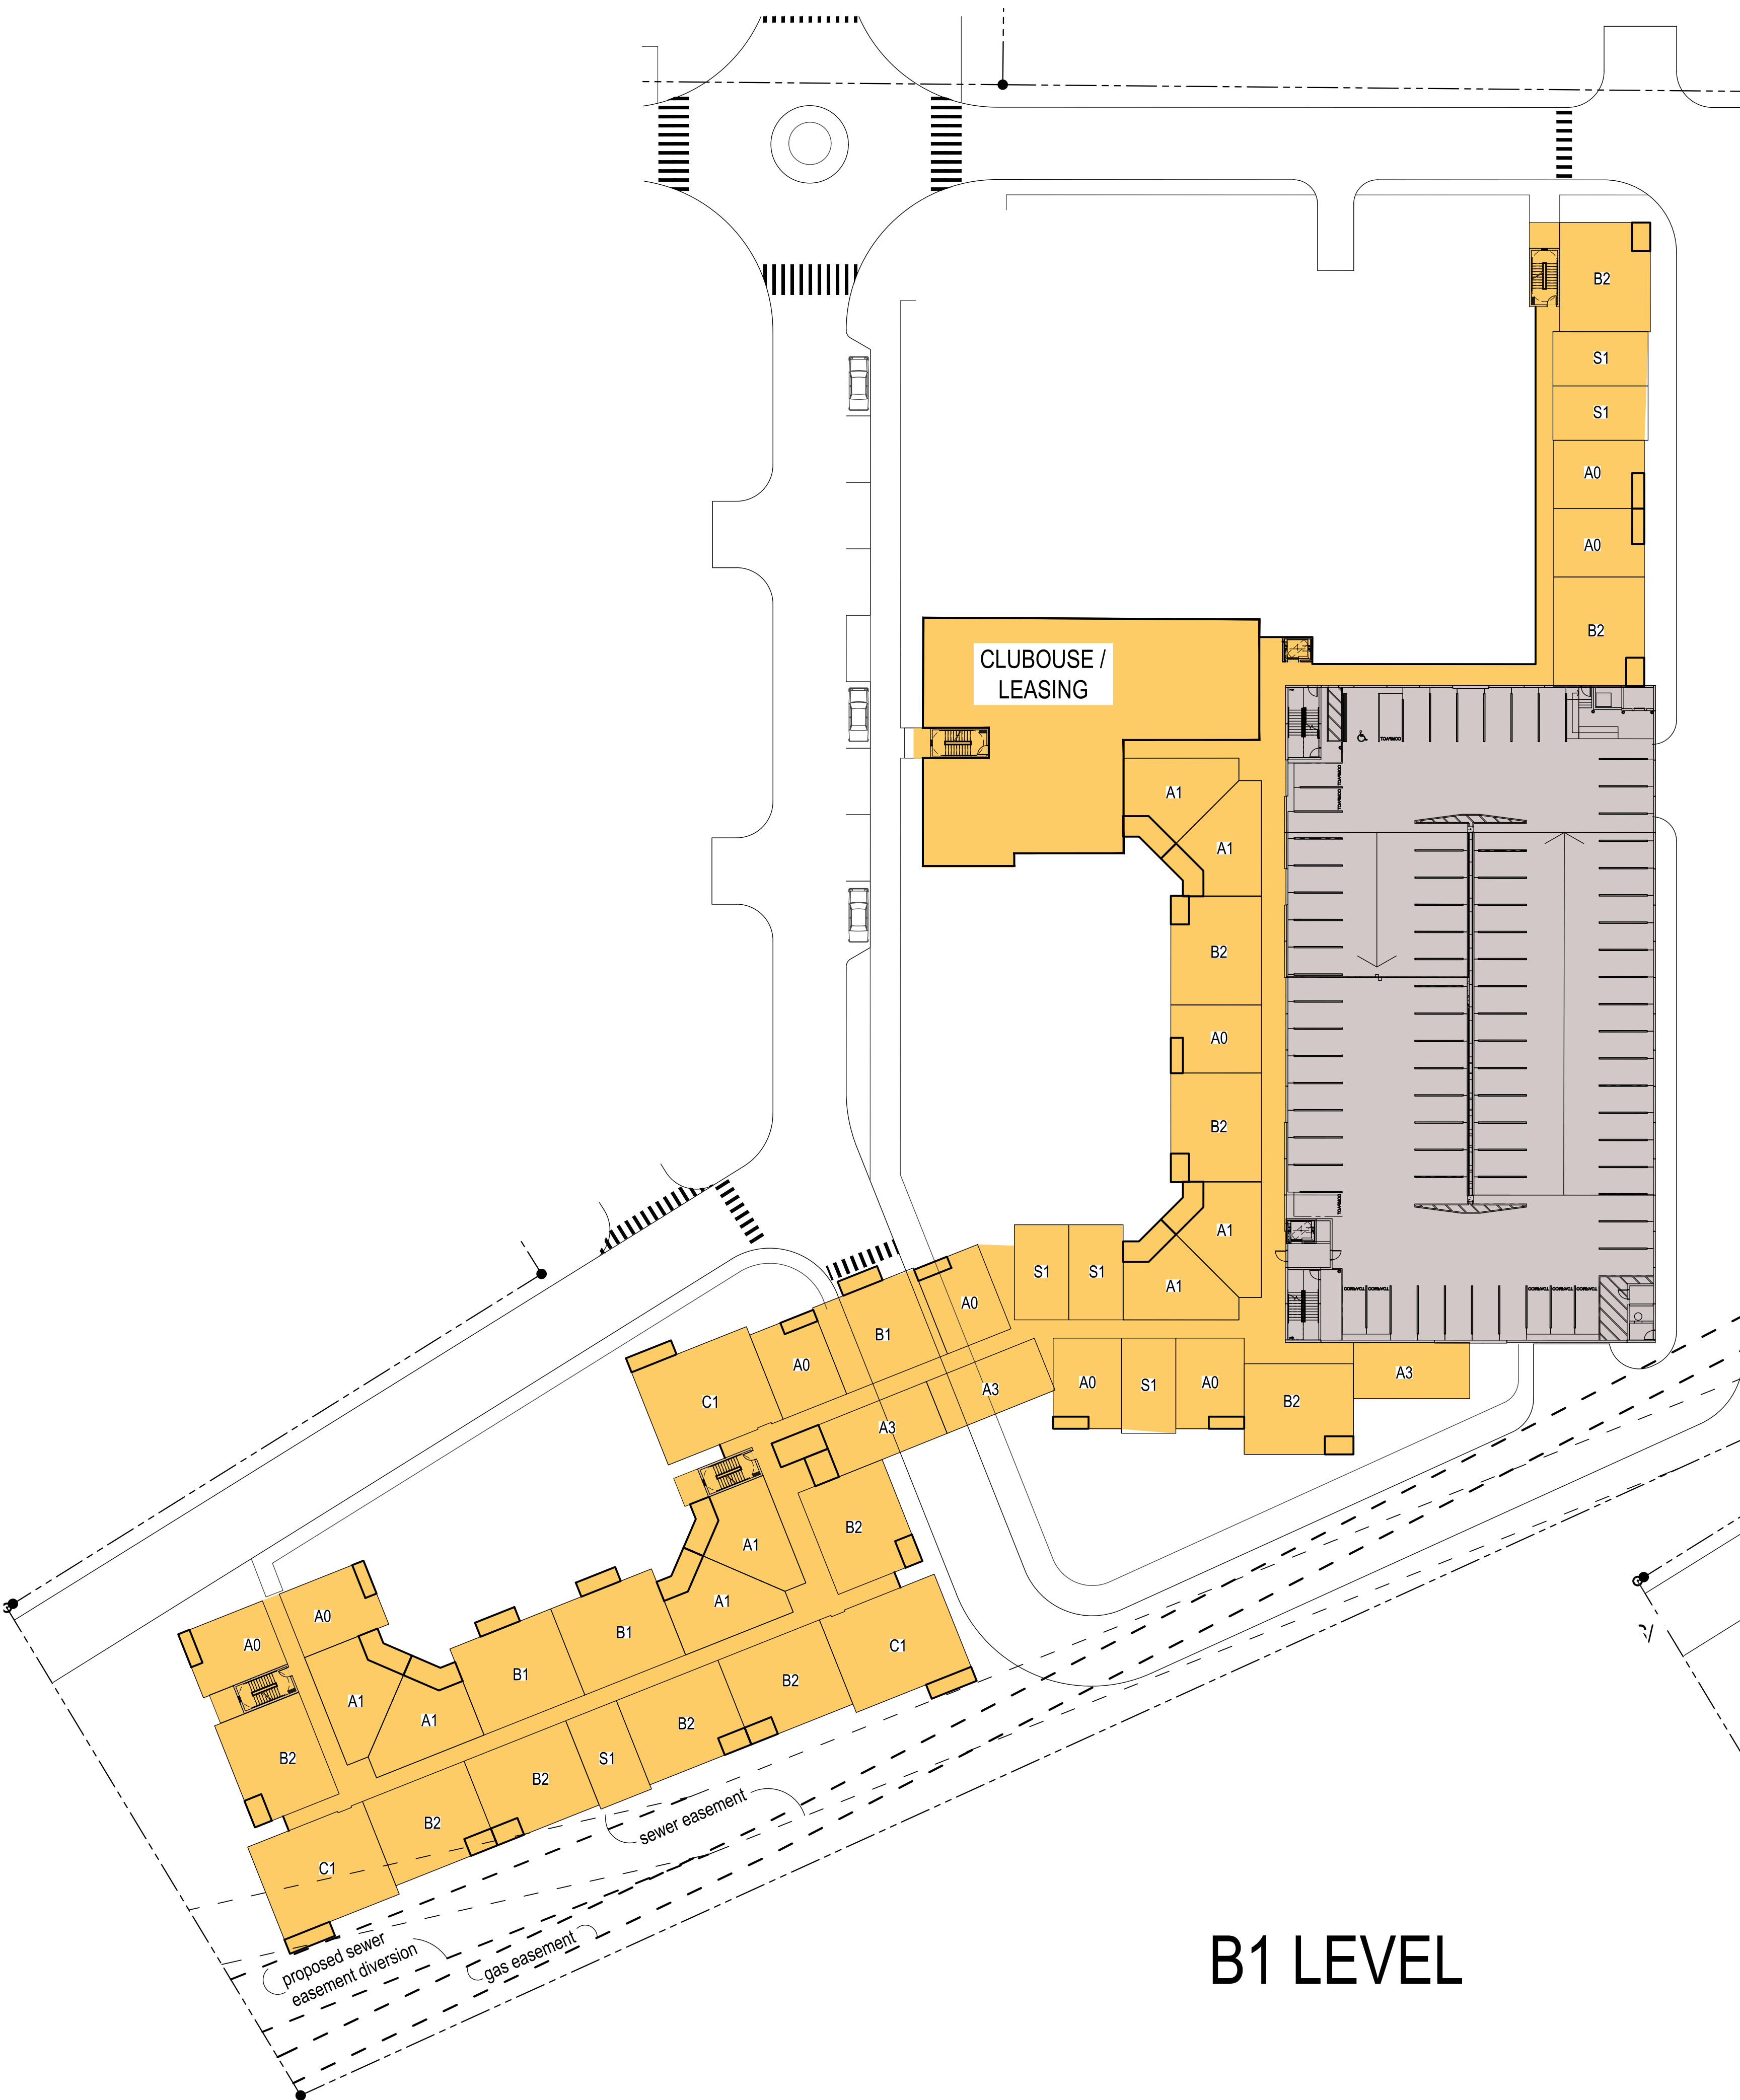 B2
S1
S1
A0
A0
B2
CLUBOUSE /
LEASING
A1
A1
B2
A0
B2
A1
A1
S1
S1
A0
B1
A0
C1
A3
A3
A0
S1
A0
B2
A3
B2
A1
A1
B1
B1
A0
A0
A1
A1
B2
C1
B2
B2
S1
B2
B2
C1
sewer easement
proposed sewer
easement diversion
gas easement
B1 LEVEL